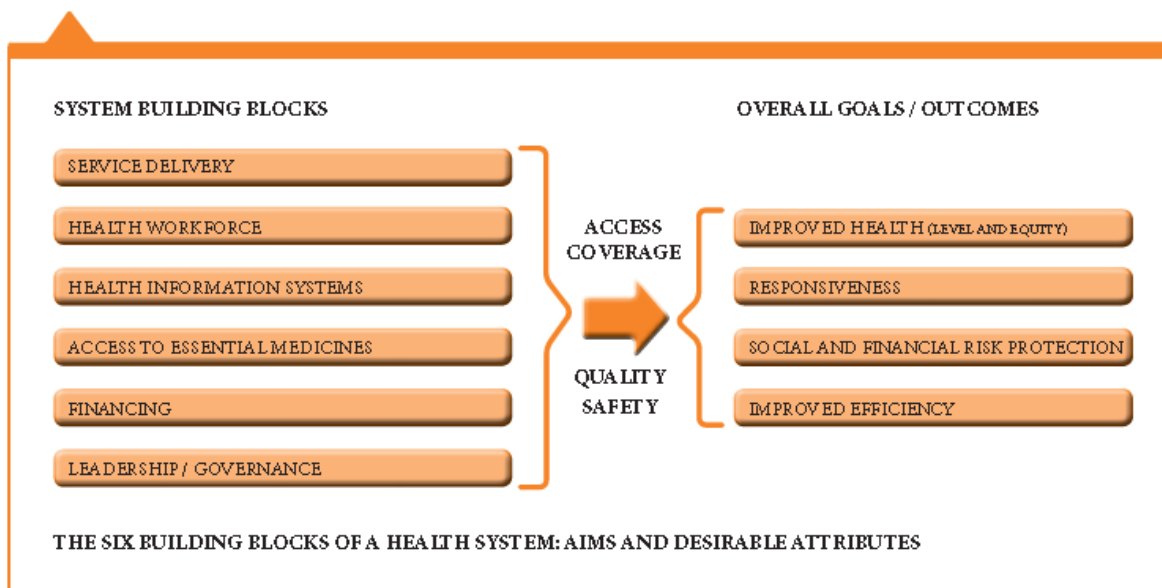 SYSTEM BUILDING BLOCKS
SERVICE DELIVERY
HEALTH WORKFORCE
HEALTH INFORMATION SYSTEMS
ACCESS TO ESSENTIAL MEDICINES
FINANCING
LEADERSHIP / GOVERNANCE
ACCESS
COVERAGE
QUALITY
SAFETY
OVERALL GOALS / OUTCOMES
IMPROVED HEALTH (LEVEL AND EQUITY)
RESPONSIVENESS
SOCIAL AND FINANCIAL RISK PROTECTION
IMPROVED EFFICIENCY
THE SIX BUILDING BLOCKS OF A HEALTH SYSTEM: AIMS AND DESIRABLE ATTRIBUTES